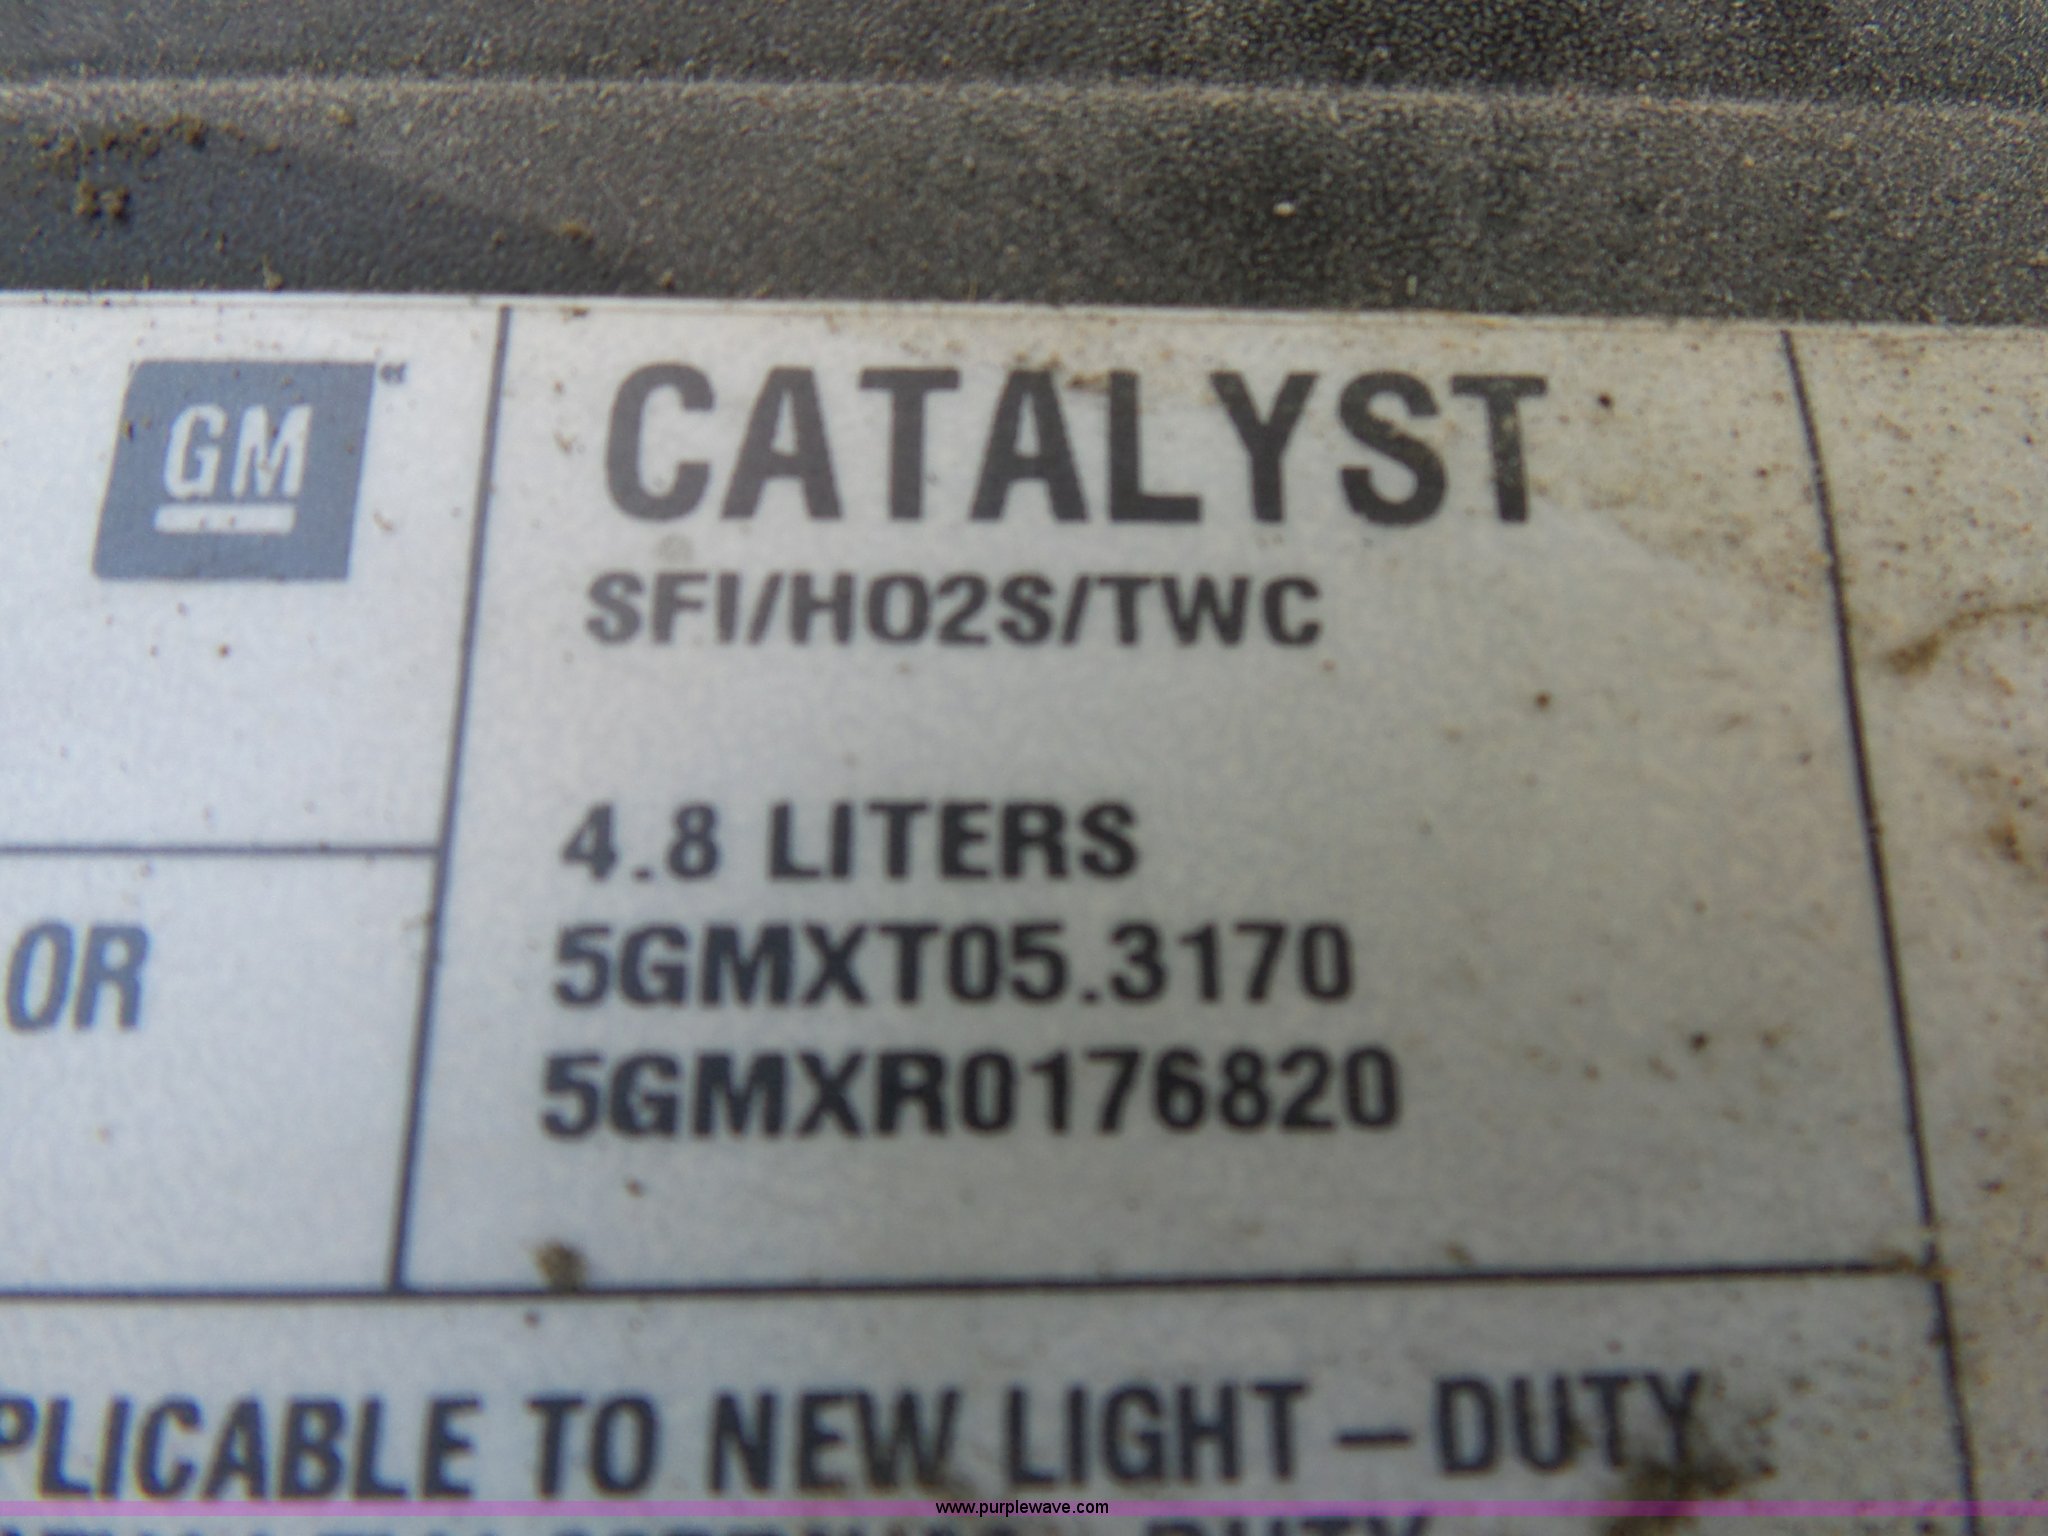 GM
CATALYST
SFI/HO2S/TWC
4.8 LITERS
5GMXT05.3170
5GMXR0176820
OR
PLICABLE TO NEW LIGHT-DUTY
www.purplewave.com
DUTY